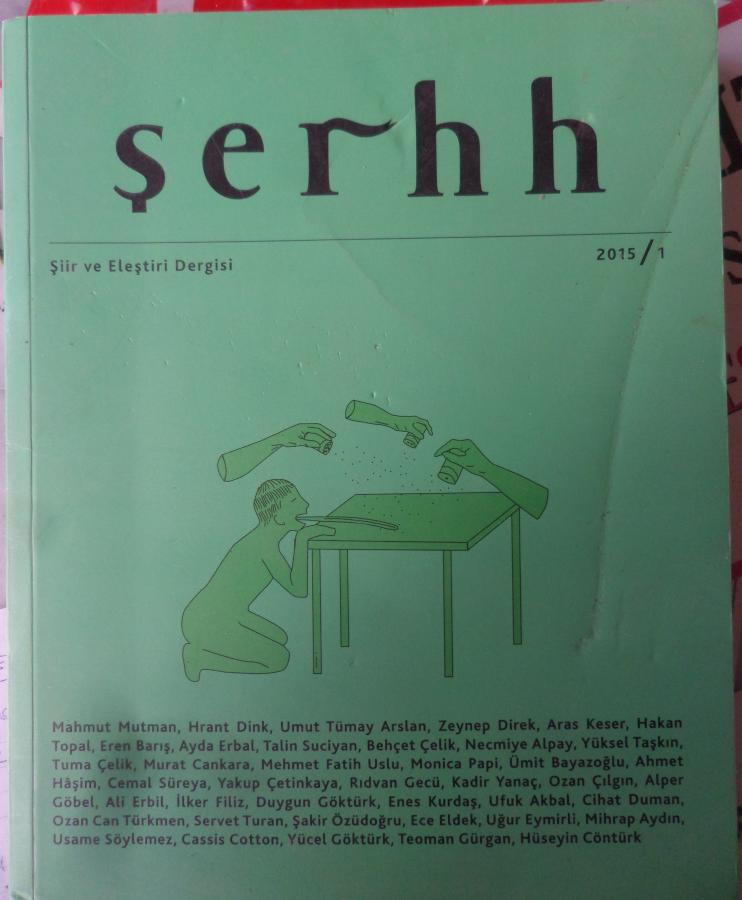 şerhh
Şiir ve Eleştiri Dergisi
2015/1
Mahmut Mutman, Hrant Dink, Umut Tümay Arslan, Zeynep Direk, Aras Keser, Hakan
Topal, Eren Barış, Ayda Erbal, Talin Suciyan, Behçet Çelik, Necmiye Alpay, Yüksel Taşkın,
Tuma Çelik, Murat Cankara, Mehmet Fatih Uslu, Monica Papi, Ümit Bayazoğlu, Ahmet
Hâşim, Cemal Süreya, Yakup Çetinkaya, Rıdvan Gecü, Kadir Yanaç, Ozan Çılgın, Alper
Göbel, Ali Erbil, İlker Filiz, Duygun Göktürk, Enes Kurdaş, Ufuk Akbal, Cihat Duman,
Ozan Can Türkmen, Servet Turan, Şakir Özüdoğru, Ece Eldek, Uğur Eymirli, Mihrap Aydın,
Usame Söylemez, Cassis Cotton, Yücel Göktürk, Teoman Gürgan, Hüseyin Cöntürk